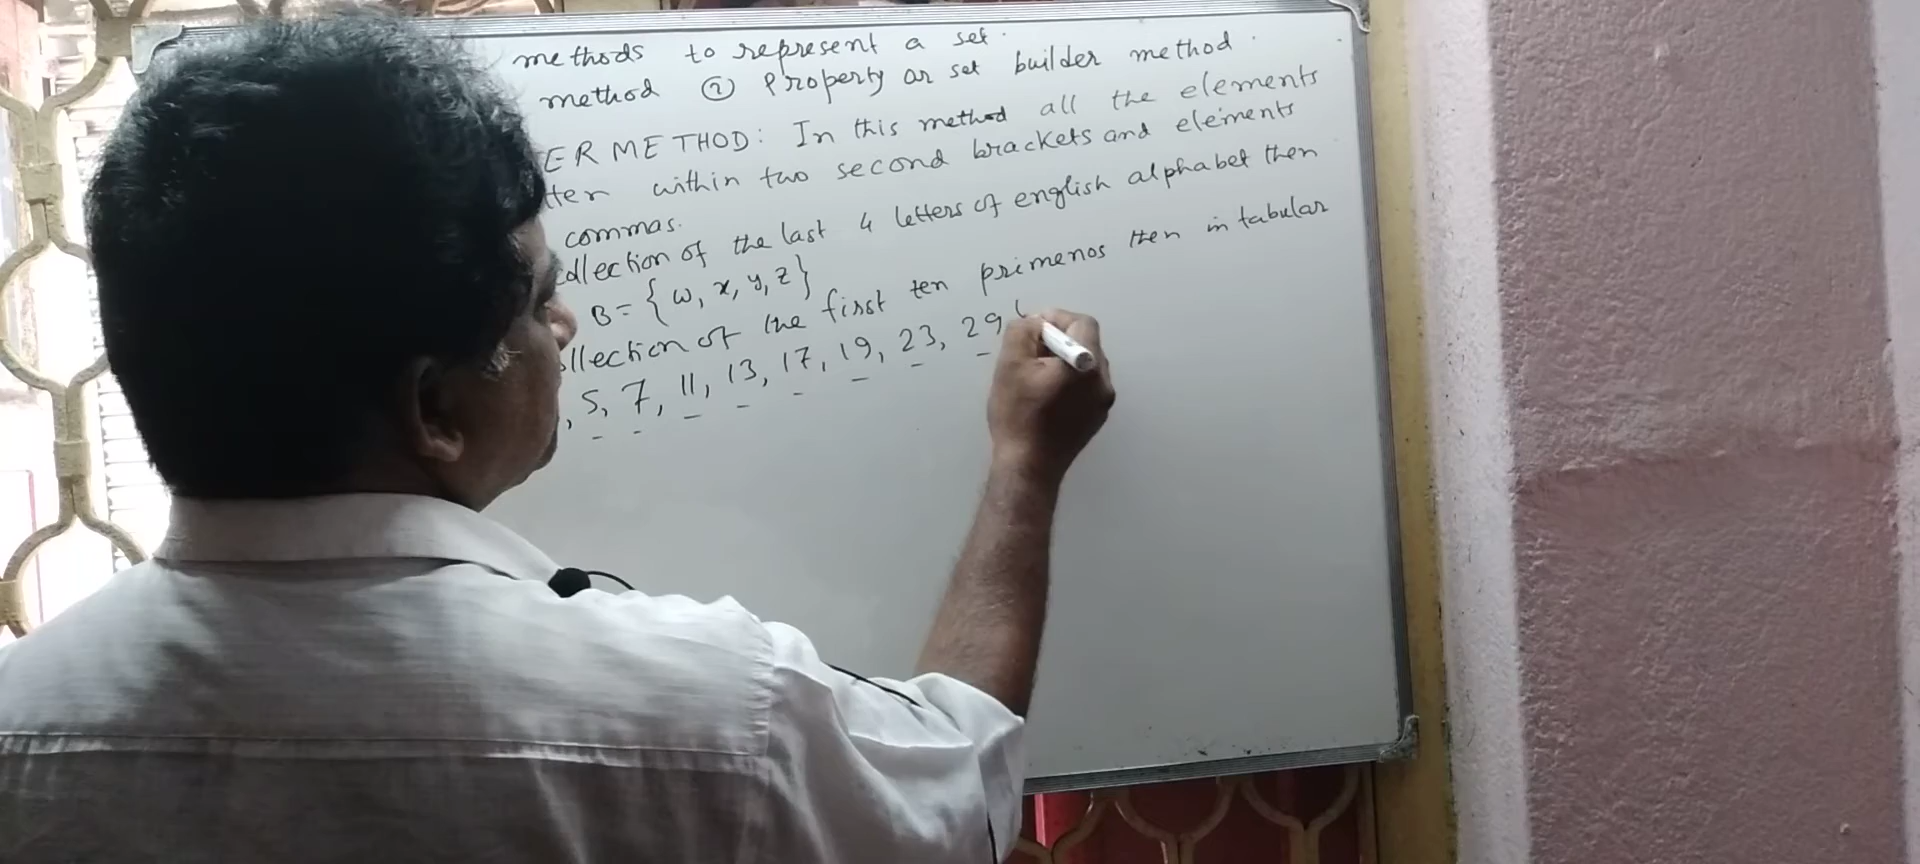 methods to represent a set.
method ② Property or set builder method.
ER METHOD: In this method all the elements
tten within two second brackets and elements
commas.
ollection of the last 4 letters of english alphabet then
B = { w, x, y, z }
ollection of the first ten primenos then in tabular
, 5, 7, 11, 13, 17, 19, 23, 29